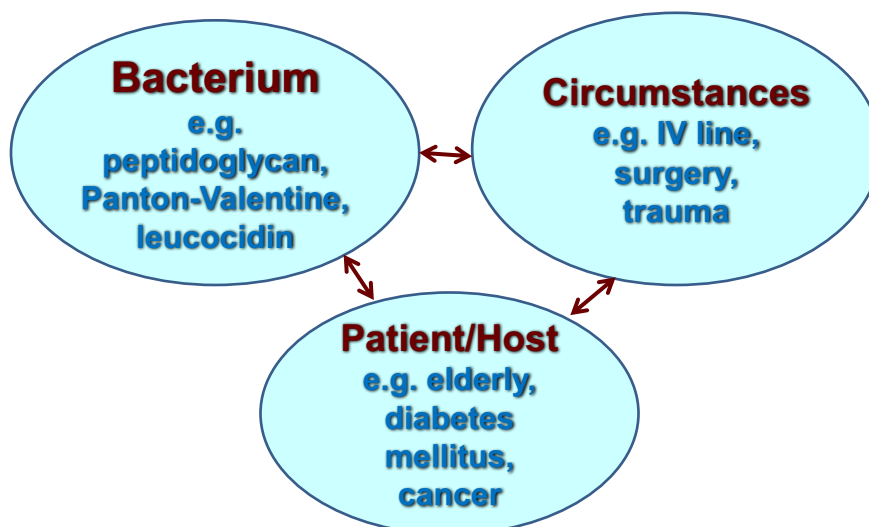 Bacterium
e.g.
peptidoglycan,
Panton-Valentine,
leucocidin
Circumstances
e.g. IV line,
surgery,
trauma
Patient/Host
e.g. elderly,
diabetes
mellitus,
cancer